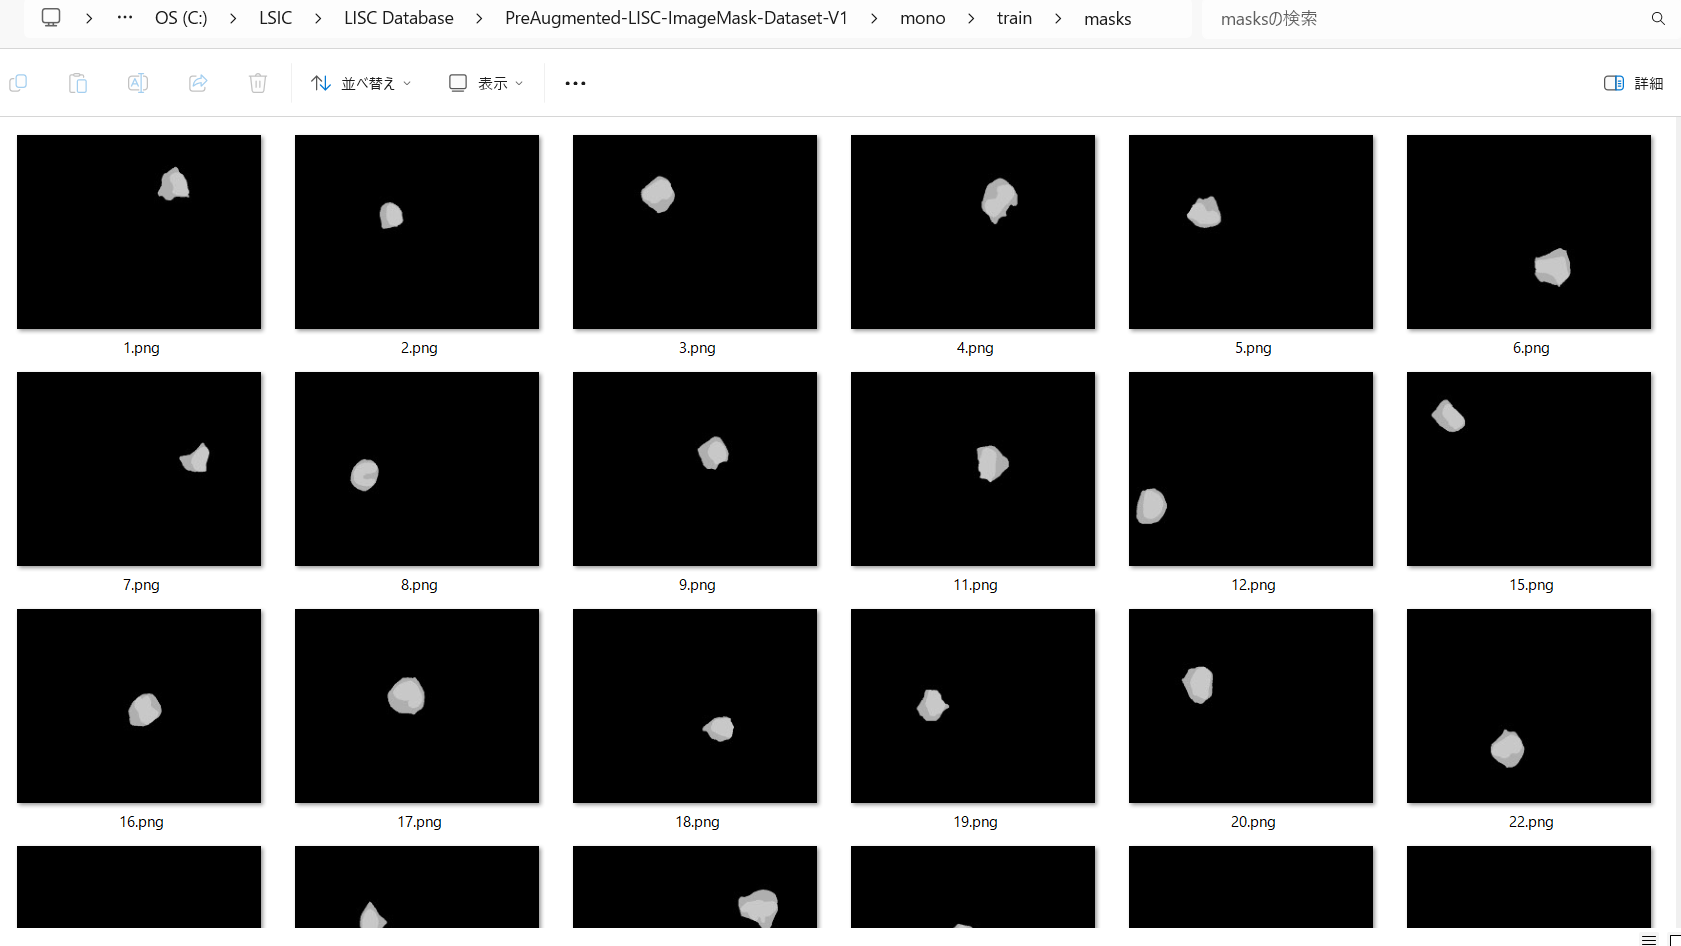 OS (C:) > LSIC > LISC Database > PreAugmented-LISC-ImageMask-Dataset-V1 > mono > train > masks
masksの検索
並べ替え
表示
詳細
1.png
2.png
3.png
4.png
5.png
6.png
7.png
8.png
9.png
11.png
12.png
15.png
16.png
17.png
18.png
19.png
20.png
22.png